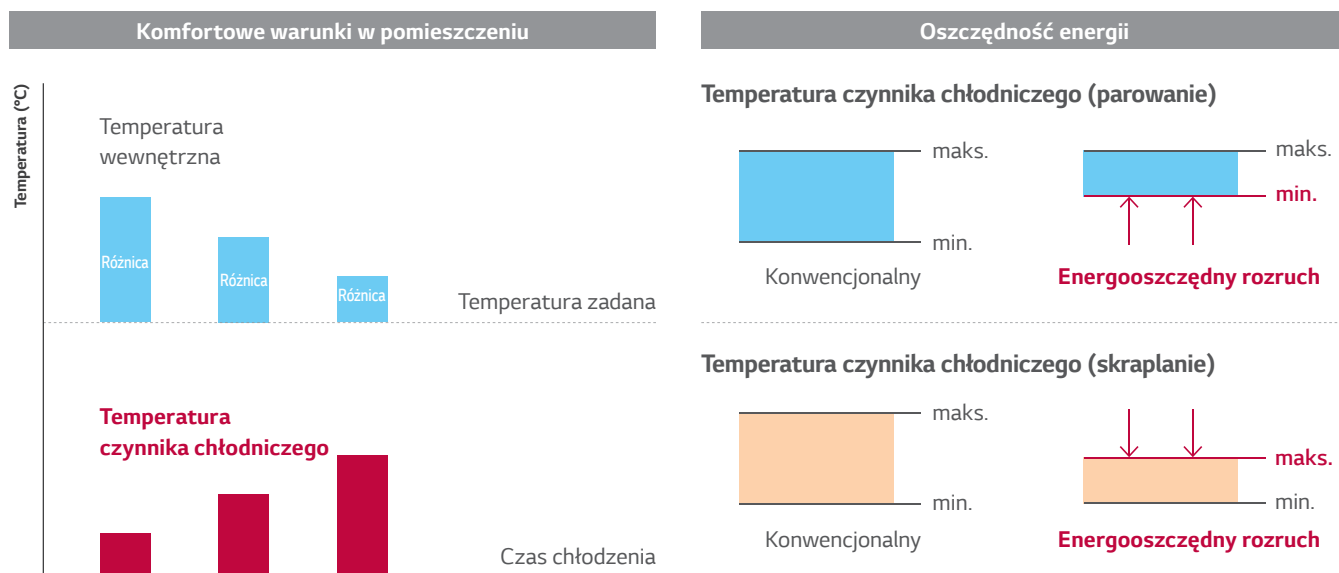 Komfortowe warunki w pomieszczeniu
Temperatura (°C)
Temperatura
wewnętrzna
Różnica
Różnica
Różnica
Temperatura zadana
Temperatura
czynnika chłodniczego
Czas chłodzenia
Oszczędność energii
Temperatura czynnika chłodniczego (parowanie)
maks.
min.
Konwencjonalny
maks.
min.
Energooszczędny rozruch
Temperatura czynnika chłodniczego (skraplanie)
maks.
min.
Konwencjonalny
maks.
min.
Energooszczędny rozruch